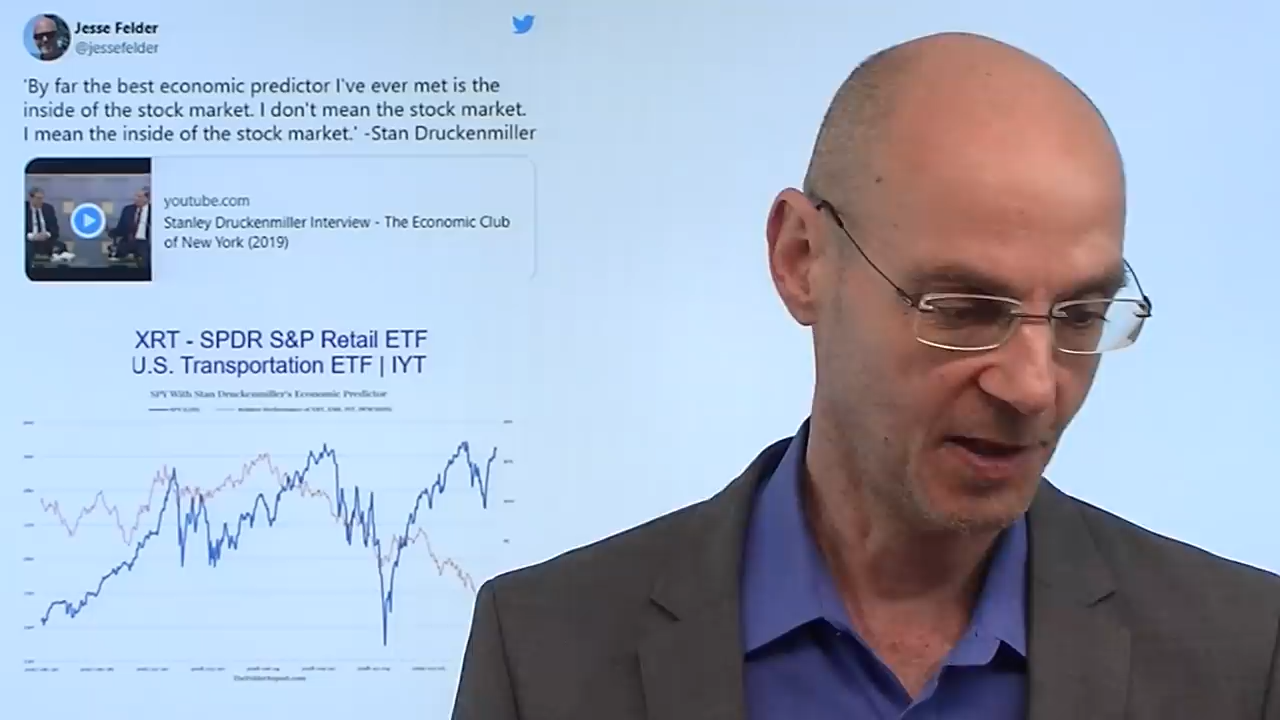 Jesse Felder
@jessefelder
'By far the best economic predictor I've ever met is the
inside of the stock market. I don't mean the stock market.
I mean the inside of the stock market.' -Stan Druckenmiller
youtube.com
Stanley Druckenmiller Interview - The Economic Club
of New York (2019)
XRT - SPDR S&P Retail ETF
U.S. Transportation ETF | IYT
SPY With Stan Druckenmiller's Economic Predictor
TheFelderReport.com